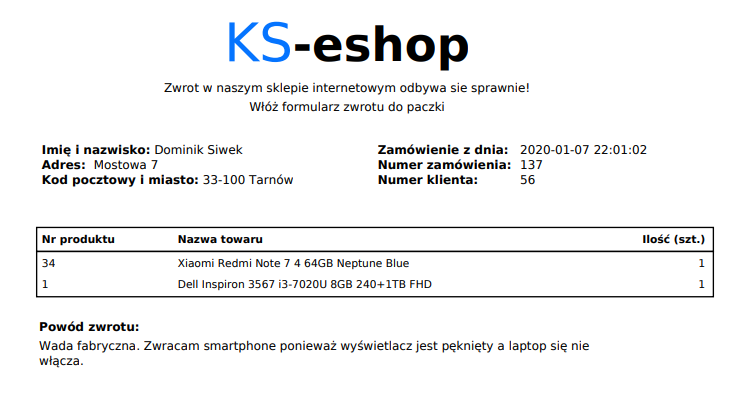 KS-eshop
Zwrot w naszym sklepie internetowym odbywa sie sprawnie!
Włóż formularz zwrotu do paczki
Imię i nazwisko: Dominik Siwek
Adres: Mostowa 7
Kod pocztowy i miasto: 33-100 Tarnów
Zamówienie z dnia: 2020-01-07 22:01:02
Numer zamówienia: 137
Numer klienta: 56
Nr produktu Nazwa towaru Ilość (szt.)
34 Xiaomi Redmi Note 7 4 64GB Neptune Blue 1
1 Dell Inspiron 3567 i3-7020U 8GB 240+1TB FHD 1
Powód zwrotu:
Wada fabryczna. Zwracam smartphone ponieważ wyświetlacz jest pęknięty a laptop się nie
włącza.